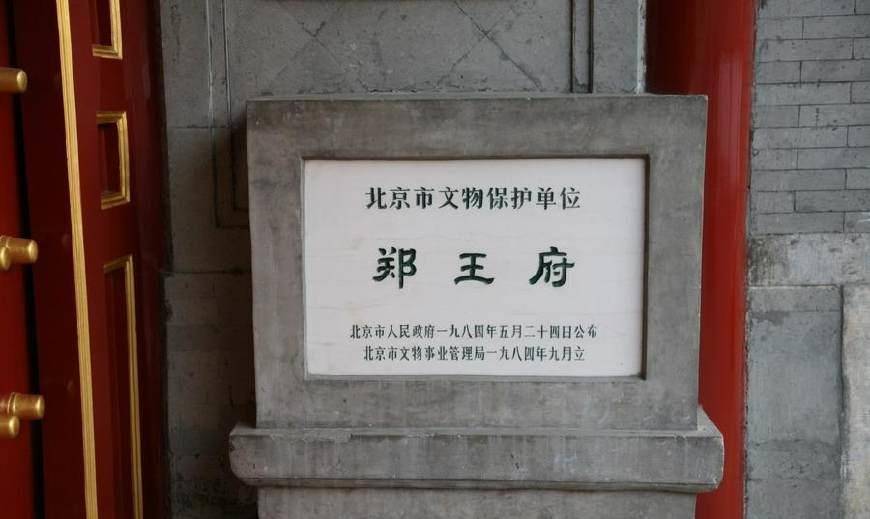 北京市文物保护单位
郑王府
北京市人民政府一九八四年五月二十四日公布
北京市文物事业管理局一九八四年九月立